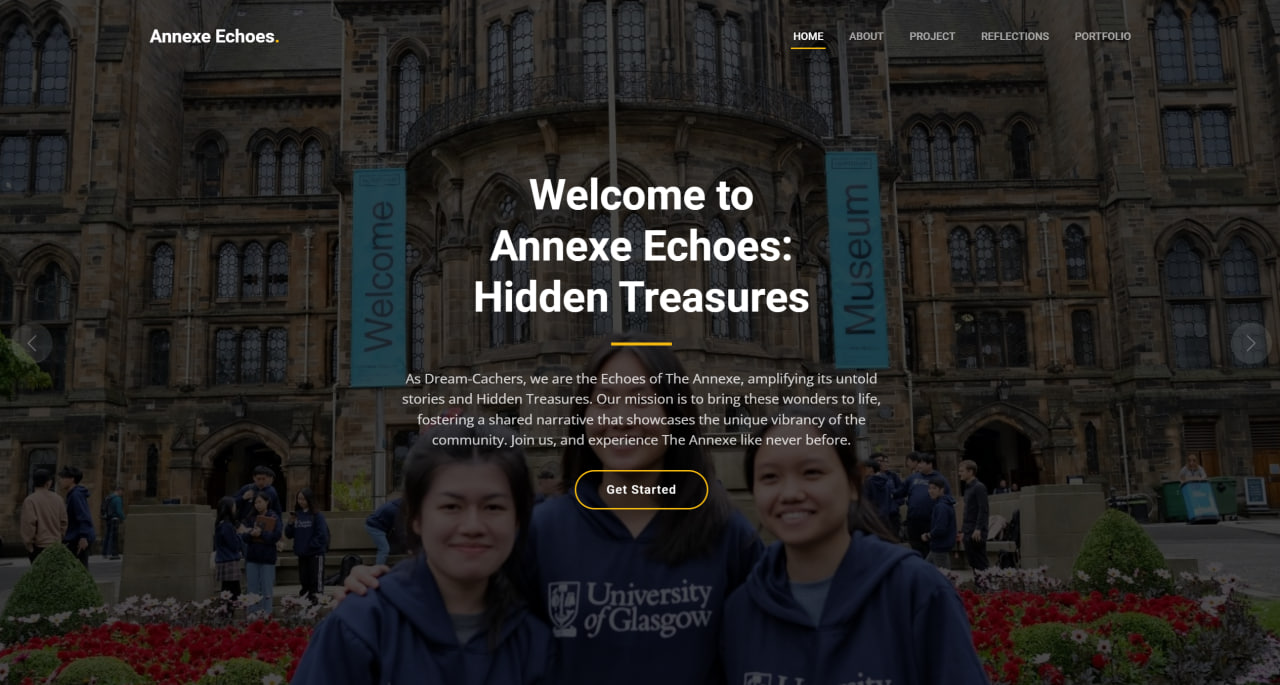 Annexe Echoes.
HOME
ABOUT
PROJECT
REFLECTIONS
PORTFOLIO
Welcome
Museum
Welcome to
Annexe Echoes:
Hidden Treasures
As Dream-Cachers, we are the Echoes of The Annexe, amplifying its untold
stories and Hidden Treasures. Our mission is to bring these wonders to life,
fostering a shared narrative that showcases the unique vibrancy of the
community. Join us, and experience The Annexe like never before.
Get Started
University
of Glasgow
University